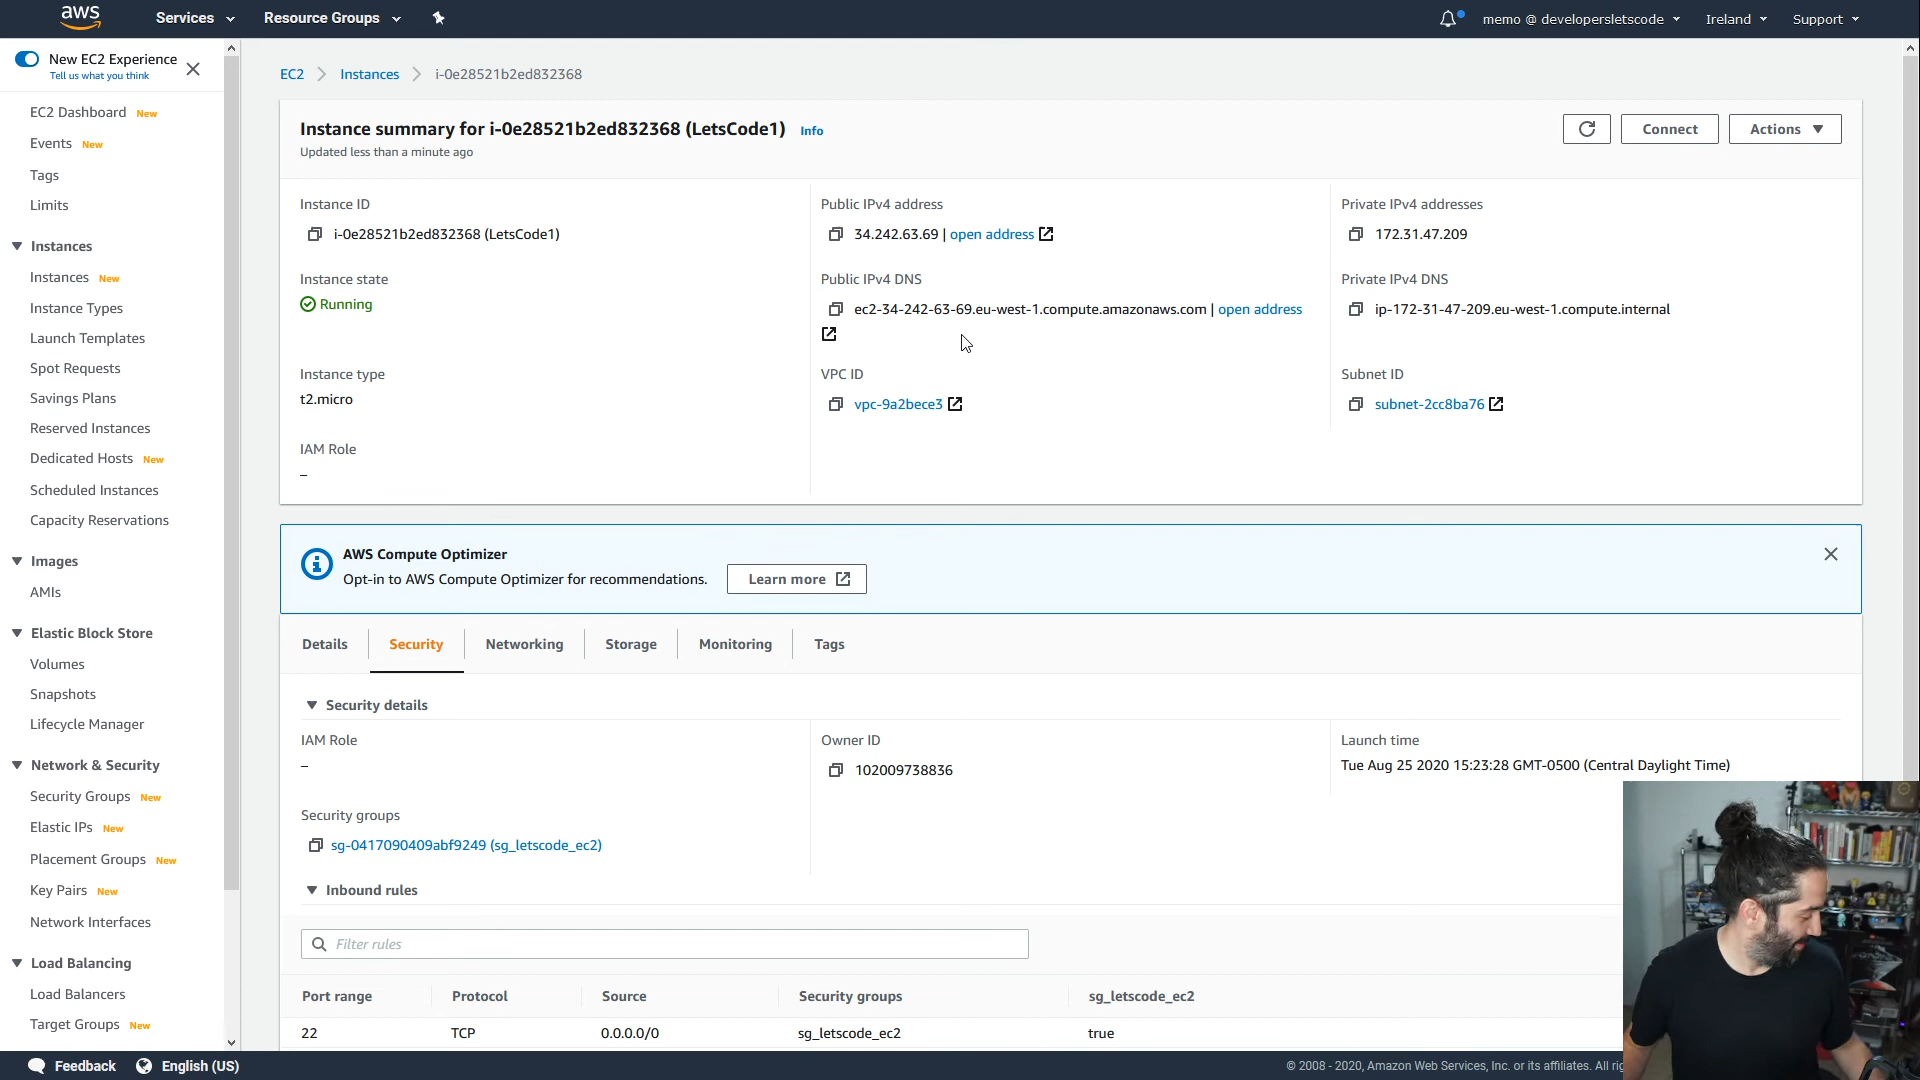 aws
Services
Resource Groups
memo @ developersletscode
Ireland
Support
New EC2 Experience
Tell us what you think
EC2 Dashboard New
Events New
Tags
Limits
Instances
Instances New
Instance Types
Launch Templates
Spot Requests
Savings Plans
Reserved Instances
Dedicated Hosts New
Scheduled Instances
Capacity Reservations
Images
AMIs
Elastic Block Store
Volumes
Snapshots
Lifecycle Manager
Network & Security
Security Groups New
Elastic IPs New
Placement Groups New
Key Pairs New
Network Interfaces
Load Balancing
Load Balancers
Target Groups New
EC2 Instances i-0e28521b2ed832368
Instance summary for i-0e28521b2ed832368 (LetsCode1) Info
Updated less than a minute ago
Connect
Actions
Instance ID
i-0e28521b2ed832368 (LetsCode1)
Public IPv4 address
34.242.63.69 | open address
Private IPv4 addresses
172.31.47.209
Instance state
Running
Public IPv4 DNS
ec2-34-242-63-69.eu-west-1.compute.amazonaws.com | open address
Private IPv4 DNS
ip-172-31-47-209.eu-west-1.compute.internal
Instance type
t2.micro
VPC ID
vpc-9a2bece3
Subnet ID
subnet-2cc8ba76
IAM Role
–
AWS Compute Optimizer
Opt-in to AWS Compute Optimizer for recommendations.
Learn more
Details
Security
Networking
Storage
Monitoring
Tags
Security details
IAM Role
–
Owner ID
102009738836
Launch time
Tue Aug 25 2020 15:23:28 GMT-0500 (Central Daylight Time)
Security groups
sg-0417090409abf9249 (sg_letscode_ec2)
Inbound rules
Filter rules
Port range Protocol Source Security groups sg_letscode_ec2
22 TCP 0.0.0.0/0 sg_letscode_ec2 true
Feedback
English (US)
© 2008 - 2020, Amazon Web Services, Inc. or its affiliates. All